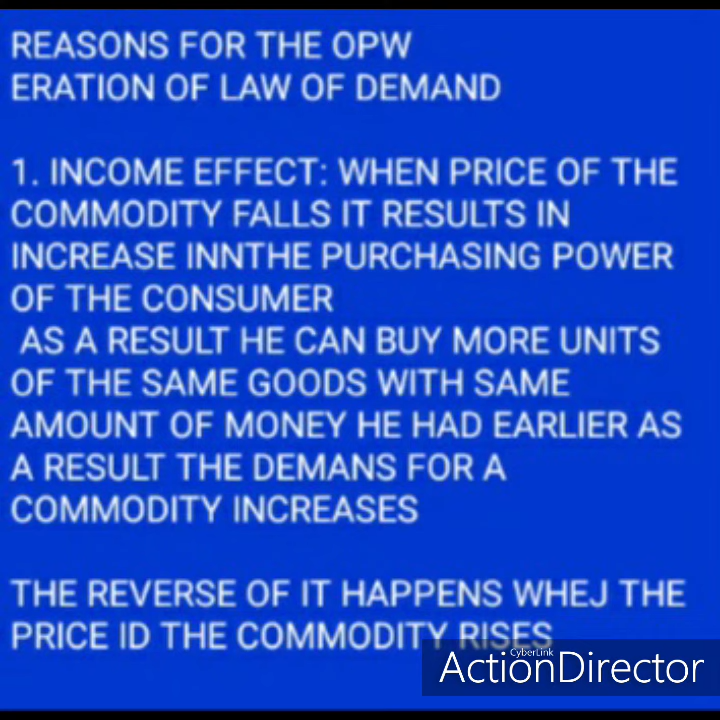 REASONS FOR THE OPW
ERATION OF LAW OF DEMAND
1. INCOME EFFECT: WHEN PRICE OF THE
COMMODITY FALLS IT RESULTS IN
INCREASE INNTHE PURCHASING POWER
OF THE CONSUMER
AS A RESULT HE CAN BUY MORE UNITS
OF THE SAME GOODS WITH SAME
AMOUNT OF MONEY HE HAD EARLIER AS
A RESULT THE DEMANS FOR A
COMMODITY INCREASES
THE REVERSE OF IT HAPPENS WHEJ THE
PRICE ID THE COMMODITY RISES
CyberLink
ActionDirector